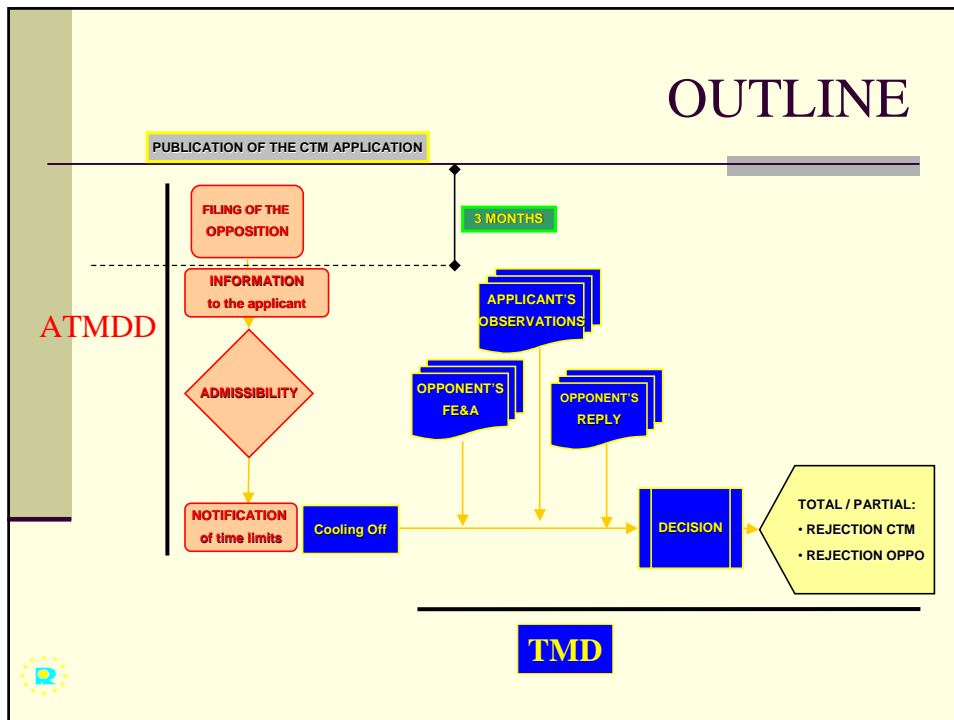 OUTLINE
PUBLICATION OF THE CTM APPLICATION
FILING OF THE
OPPOSITION
3 MONTHS
INFORMATION
to the applicant
ATMDD
ADMISSIBILITY
APPLICANT'S
OBSERVATIONS
OPPONENT'S
FE&A
OPPONENT'S
REPLY
NOTIFICATION
of time limits
Cooling Off
DECISION
TOTAL / PARTIAL:
• REJECTION CTM
• REJECTION OPPO
TMD
R